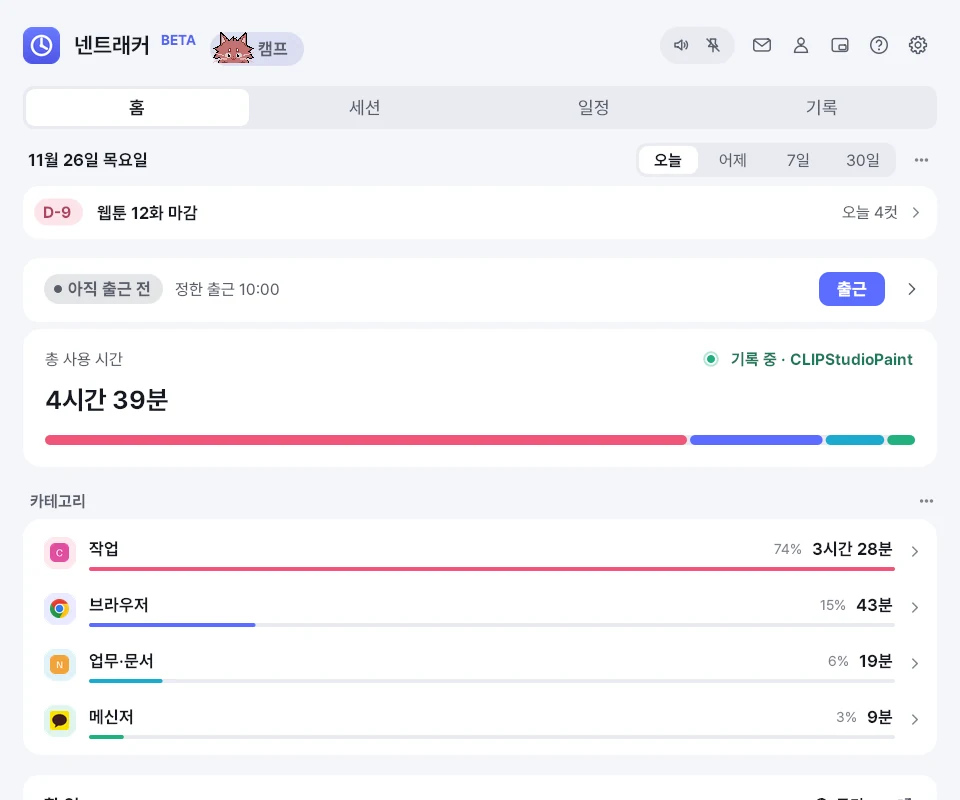 넨트래커 BETA 캠프
홈 세션 일정 기록
11월 26일 목요일 오늘 어제 7일 30일
D-9 웹툰 12화 마감 오늘 4컷
아직 출근 전 정한 출근 10:00 출근
총 사용 시간 기록 중 · CLIPStudioPaint
4시간 39분
카테고리
C 작업 74% 3시간 28분
브라우저 15% 43분
N 업무·문서 6% 19분
메신저 3% 9분